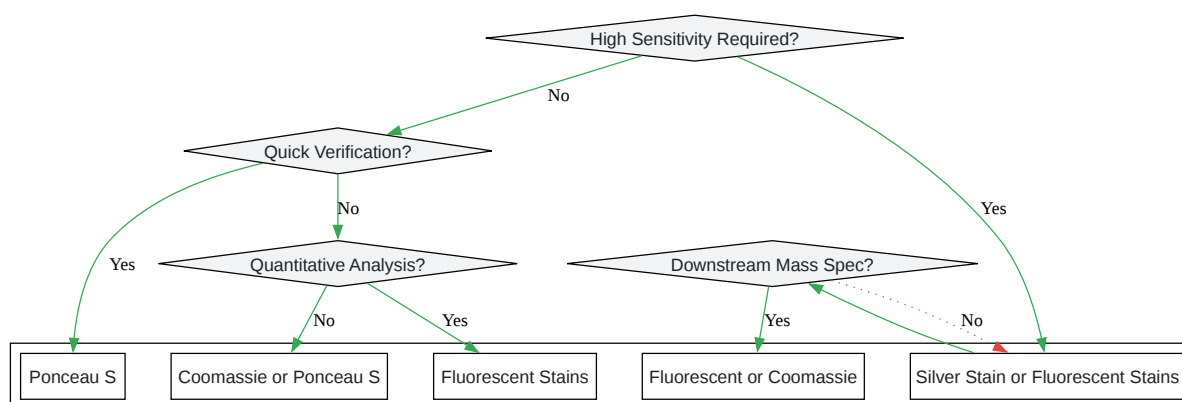 High Sensitivity Required?
No
Quick Verification?
No
Yes
Yes
Quantitative Analysis?
Downstream Mass Spec?
No
Yes
Yes
No
Ponceau S
Coomassie or Ponceau S
Fluorescent Stains
Fluorescent or Coomassie
Silver Stain or Fluorescent Stains